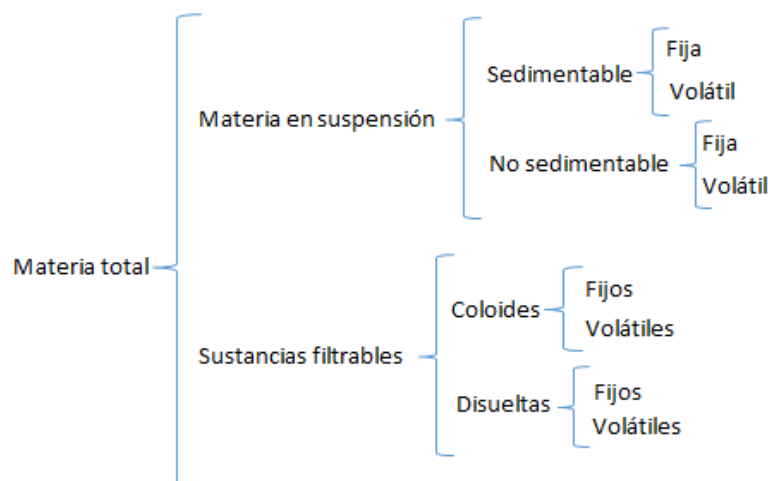 Materia total
Materia en suspensión
Sedimentable
Fija
Volátil
No sedimentable
Fija
Volátil
Sustancias filtrables
Coloides
Fijos
Volátiles
Disueltas
Fijos
Volátiles